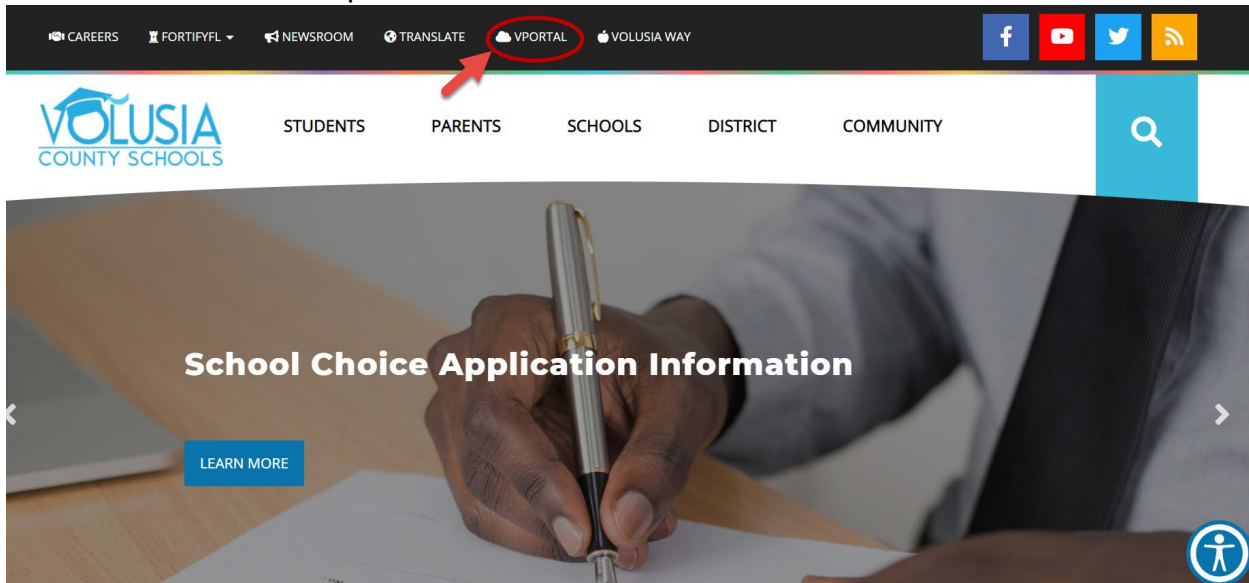 CAREERS FORTIFYFL NEWSROOM TRANSLATE VPORTAL VOLUSIA WAY
VOLUSIA
COUNTY SCHOOLS
STUDENTS PARENTS SCHOOLS DISTRICT COMMUNITY
School Choice Application Information
LEARN MORE